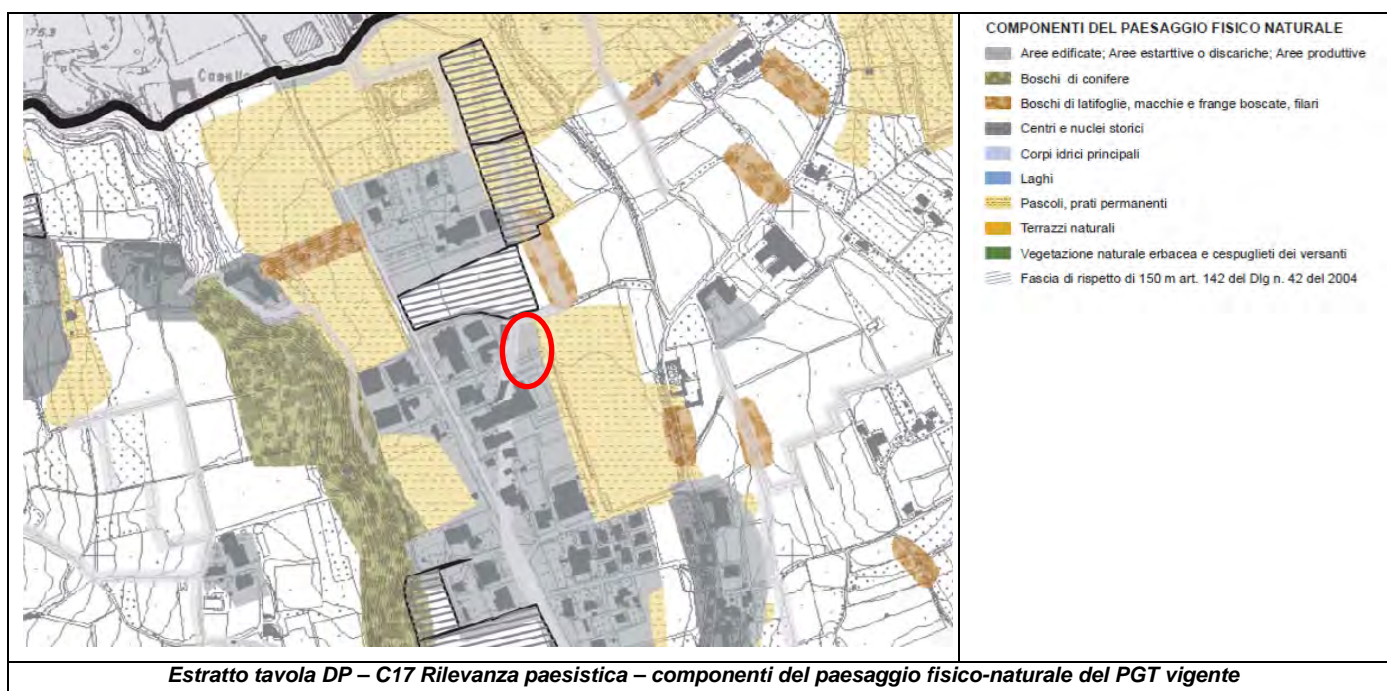 175.3
Casello
COMPONENTI DEL PAESAGGIO FISICO NATURALE
Aree edificate; Aree estarttive o discariche; Aree produttive
Boschi di conifere
Boschi di latifoglie, macchie e frange boscate, filari
Centri e nuclei storici
Corpi idrici principali
Laghi
Pascoli, prati permanenti
Terrazzi naturali
Vegetazione naturale erbacea e cespuglieti dei versanti
Fascia di rispetto di 150 m art. 142 del Dlg n. 42 del 2004
Estratto tavola DP – C17 Rilevanza paesistica – componenti del paesaggio fisico-naturale del PGT vigente